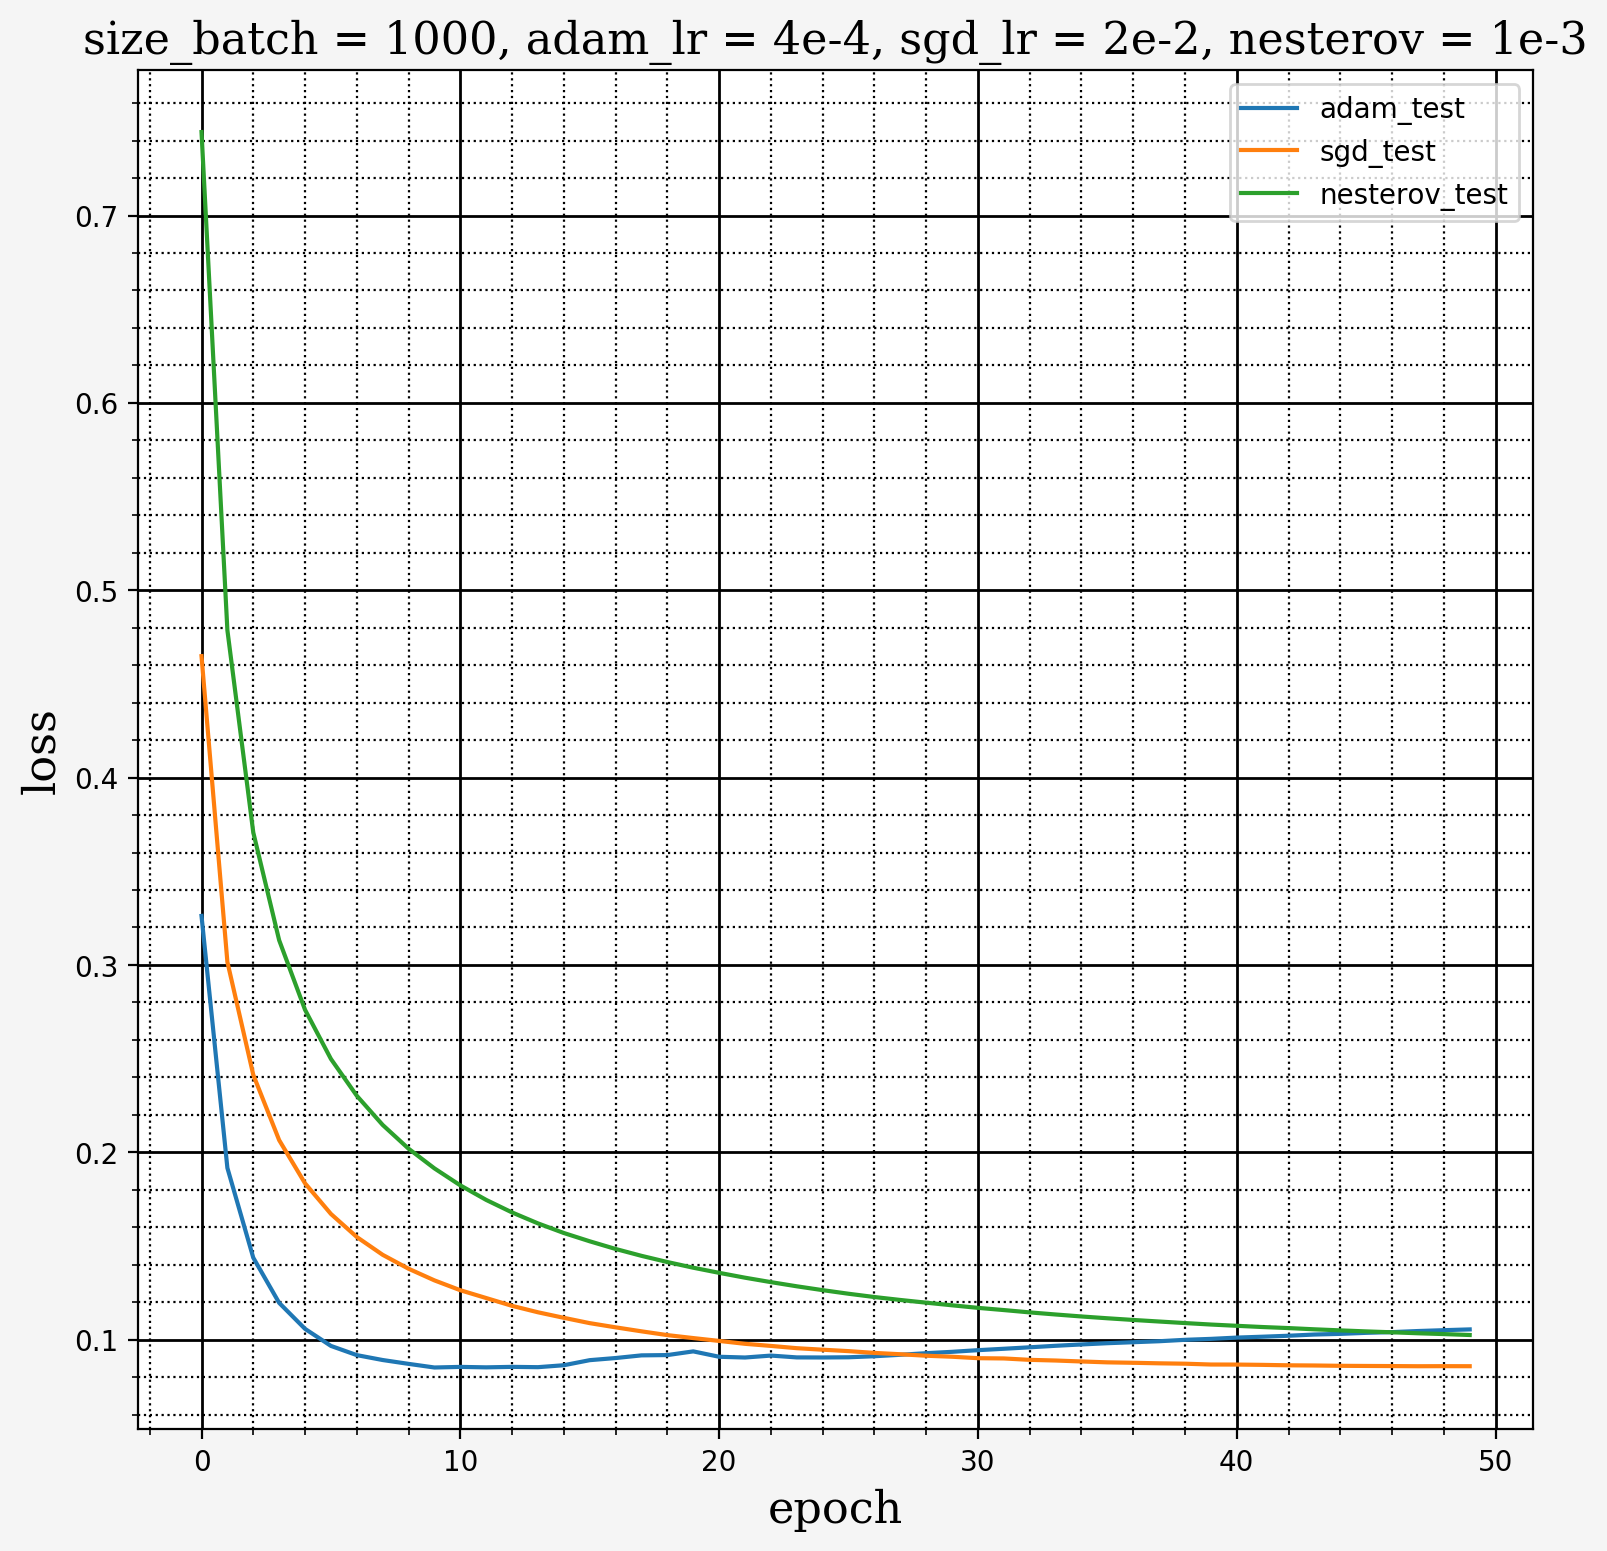 size_batch = 1000, adam_lr = 4e-4, sgd_lr = 2e-2, nesterov = 1e-3
adam_test
sgd_test
nesterov_test
0.7
0.6
0.5
0.4
0.3
0.2
0.1
loss
0 10 20 30 40 50
epoch